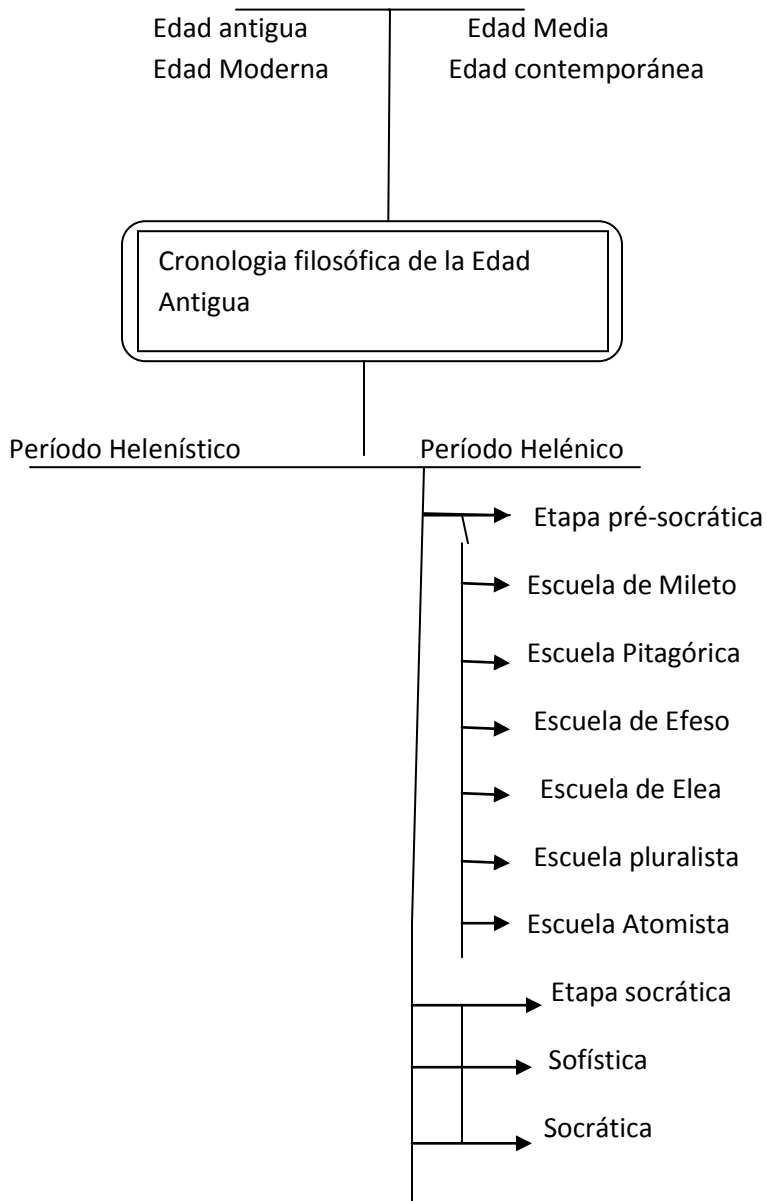 Edad antigua Edad Media
Edad Moderna Edad contemporánea
Cronologia filosófica de la Edad
Antigua
Período Helenístico Período Helénico
Etapa pré-socrática
Escuela de Mileto
Escuela Pitagórica
Escuela de Efeso
Escuela de Elea
Escuela pluralista
Escuela Atomista
Etapa socrática
Sofística
Socrática